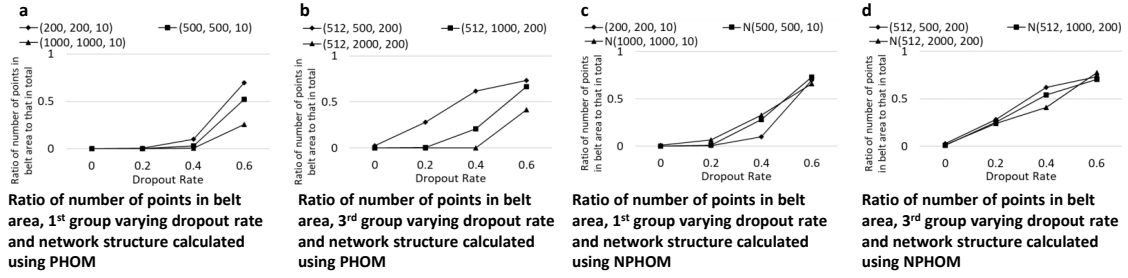 a
(200, 200, 10) (500, 500, 10)
(1000, 1000, 10)
Ratio of number of points in
belt area to that in total
1
0.5
0
0 0.2 0.4 0.6
Dropout Rate
Ratio of number of points in belt
area, 1st group varying dropout rate
and network structure calculated
using PHOM
b
(512, 500, 200) (512, 1000, 200)
(512, 2000, 200)
Ratio of number of points in
belt area to that in total
1
0.5
0
0 0.2 0.4 0.6
Dropout Rate
Ratio of number of points in belt
area, 3rd group varying dropout rate
and network structure calculated
using PHOM
c
(200, 200, 10) N(500, 500, 10)
N(1000, 1000, 10)
Ratio of number of points
in belt area to that in total
1
0.5
0
0 0.2 0.4 0.6
Dropout Rate
Ratio of number of points in belt
area, 1st group varying dropout rate
and network structure calculated
using NPHOM
d
(512, 500, 200) N(512, 1000, 200)
N(512, 2000, 200)
Ratio of number of points
in belt area to that in total
1
0.5
0
0 0.2 0.4 0.6
Dropout Rate
Ratio of number of points in belt
area, 3rd group varying dropout rate
and network structure calculated
using NPHOM